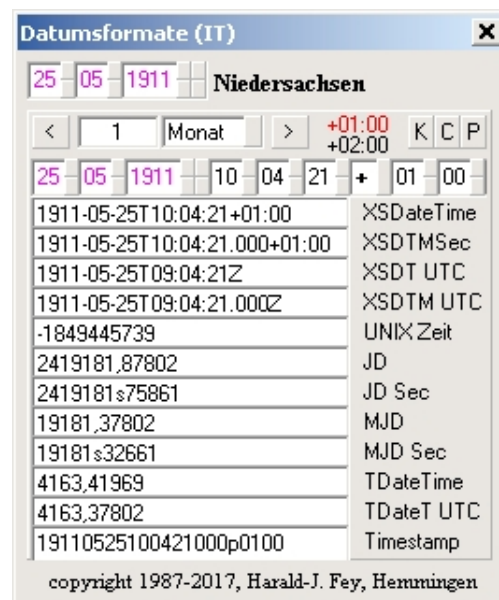 Datumsformate (IT)
25 05 1911 Niedersachsen
< 1 Monat > +01:00 K C P
+02:00
25 05 1911 10 04 21 + 01 00
1911-05-25T10:04:21+01:00 XSDateTime
1911-05-25T10:04:21.000+01:00 XSDTMSec
1911-05-25T09:04:21Z XSDT UTC
1911-05-25T09:04:21.000Z XSDTM UTC
-1849445739 UNIX Zeit
2419181,87802 JD
2419181s75861 JD Sec
19181,37802 MJD
19181s32661 MJD Sec
4163,41969 TDateTime
4163,37802 TDateT UTC
19110525100421000p0100 Timestamp
copyright 1987-2017, Harald-J. Fey, Hemmingen